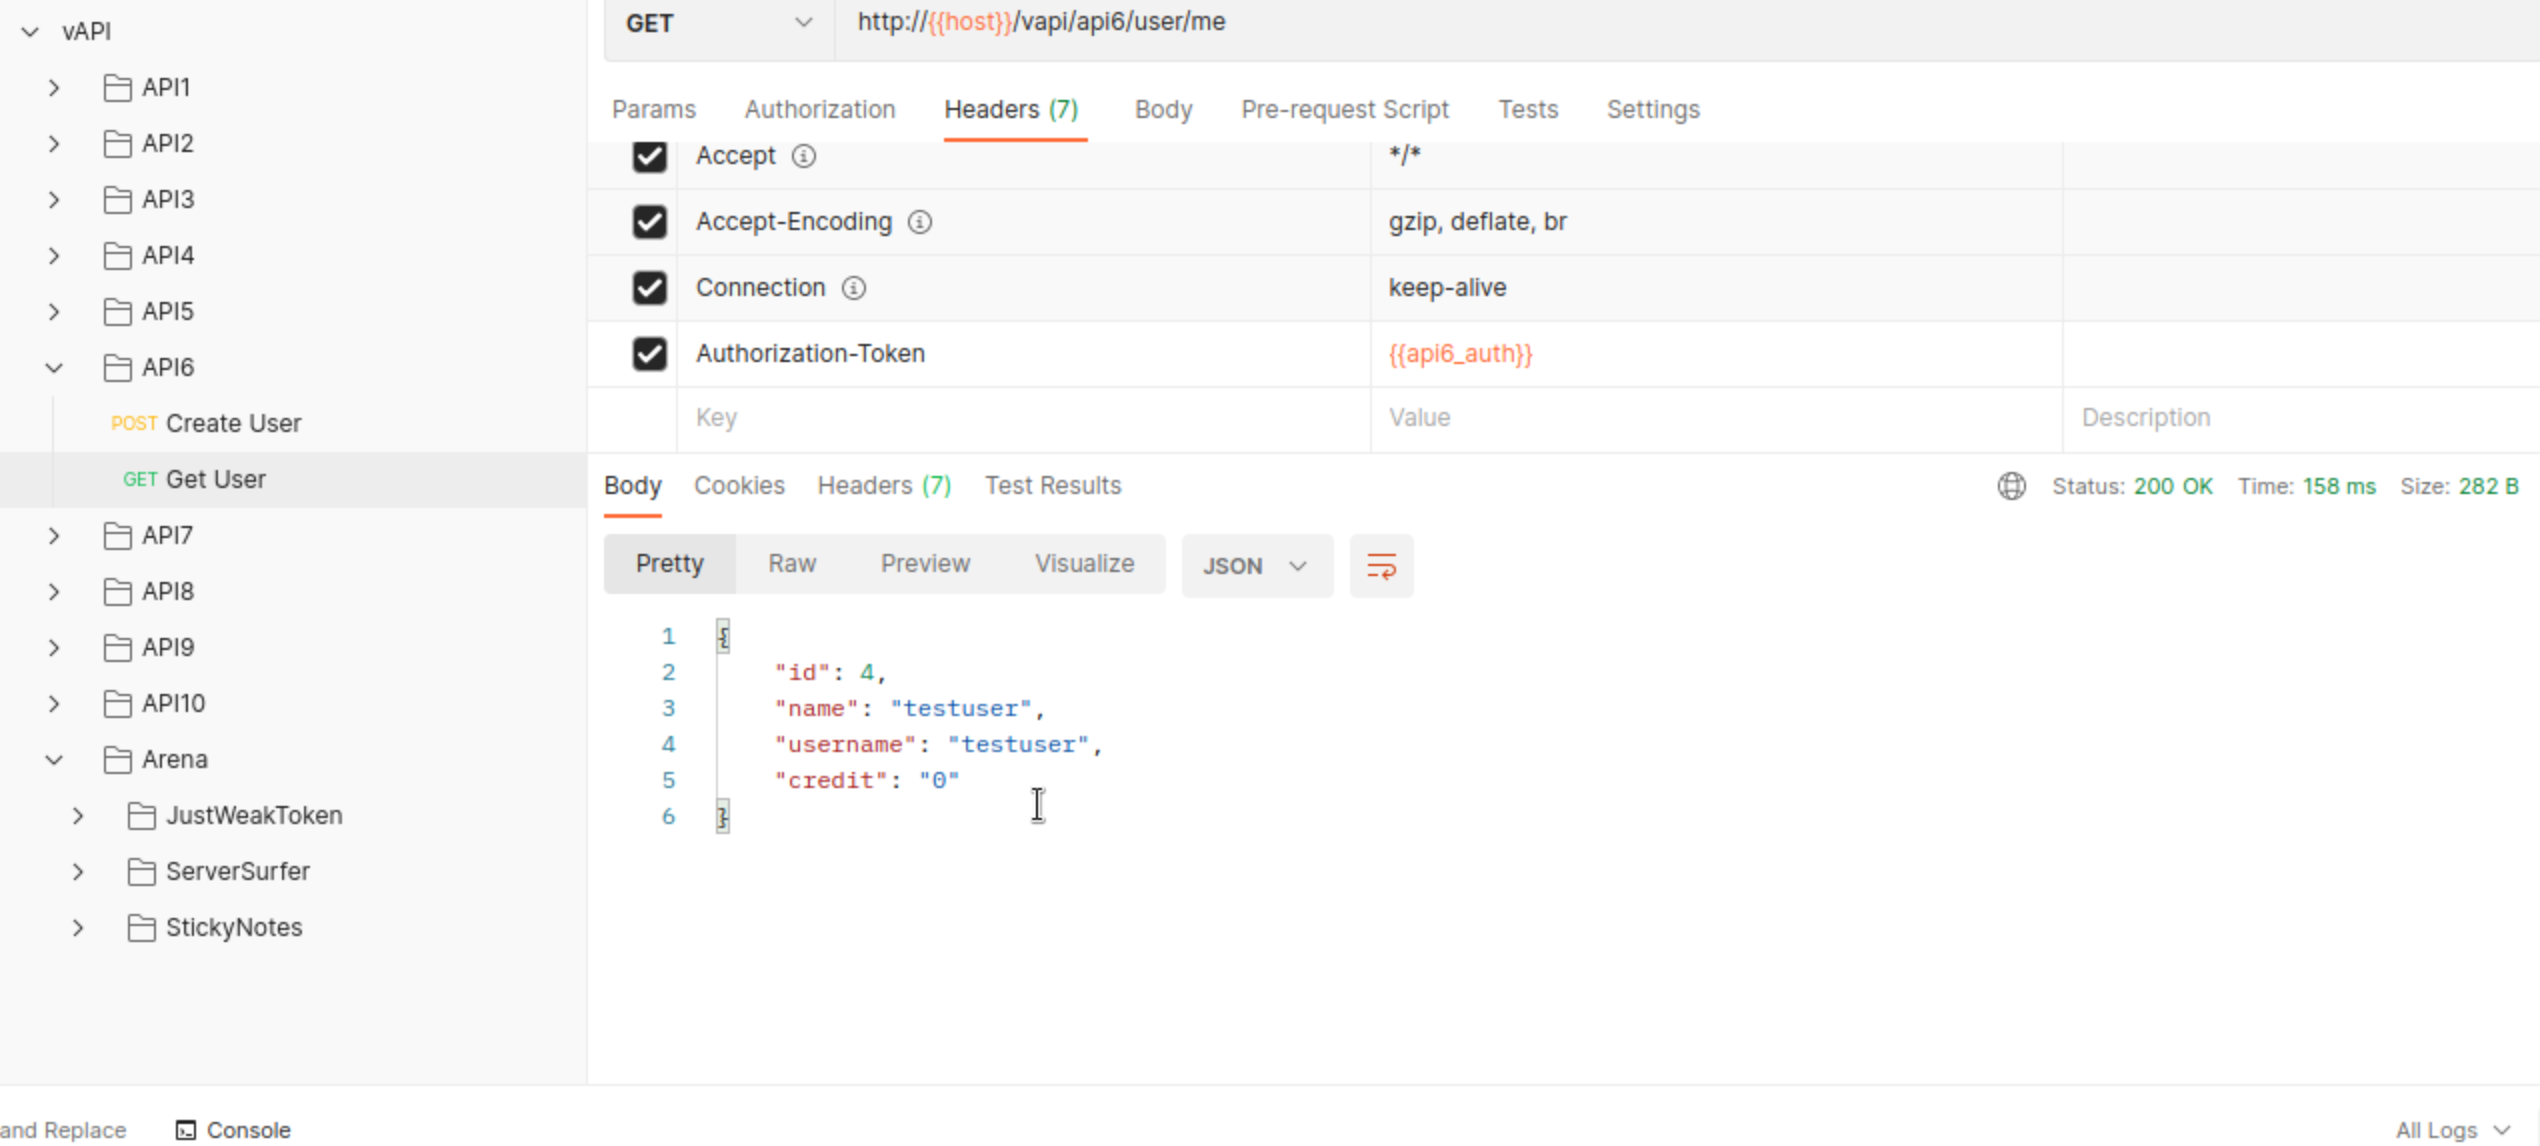 vAPI
API1
API2
API3
API4
API5
API6
POST Create User
GET Get User
API7
API8
API9
API10
Arena
JustWeakToken
ServerSurfer
StickyNotes
GET http://{{host}}/vapi/api6/user/me
Params Authorization Headers (7) Body Pre-request Script Tests Settings
Accept */*
Accept-Encoding gzip, deflate, br
Connection keep-alive
Authorization-Token {{api6_auth}}
Key Value Description
Body Cookies Headers (7) Test Results Status: 200 OK Time: 158 ms Size: 282 B
Pretty Raw Preview Visualize JSON
1 {
2 "id": 4,
3 "name": "testuser",
4 "username": "testuser",
5 "credit": "0"
6 }
and Replace Console All Logs